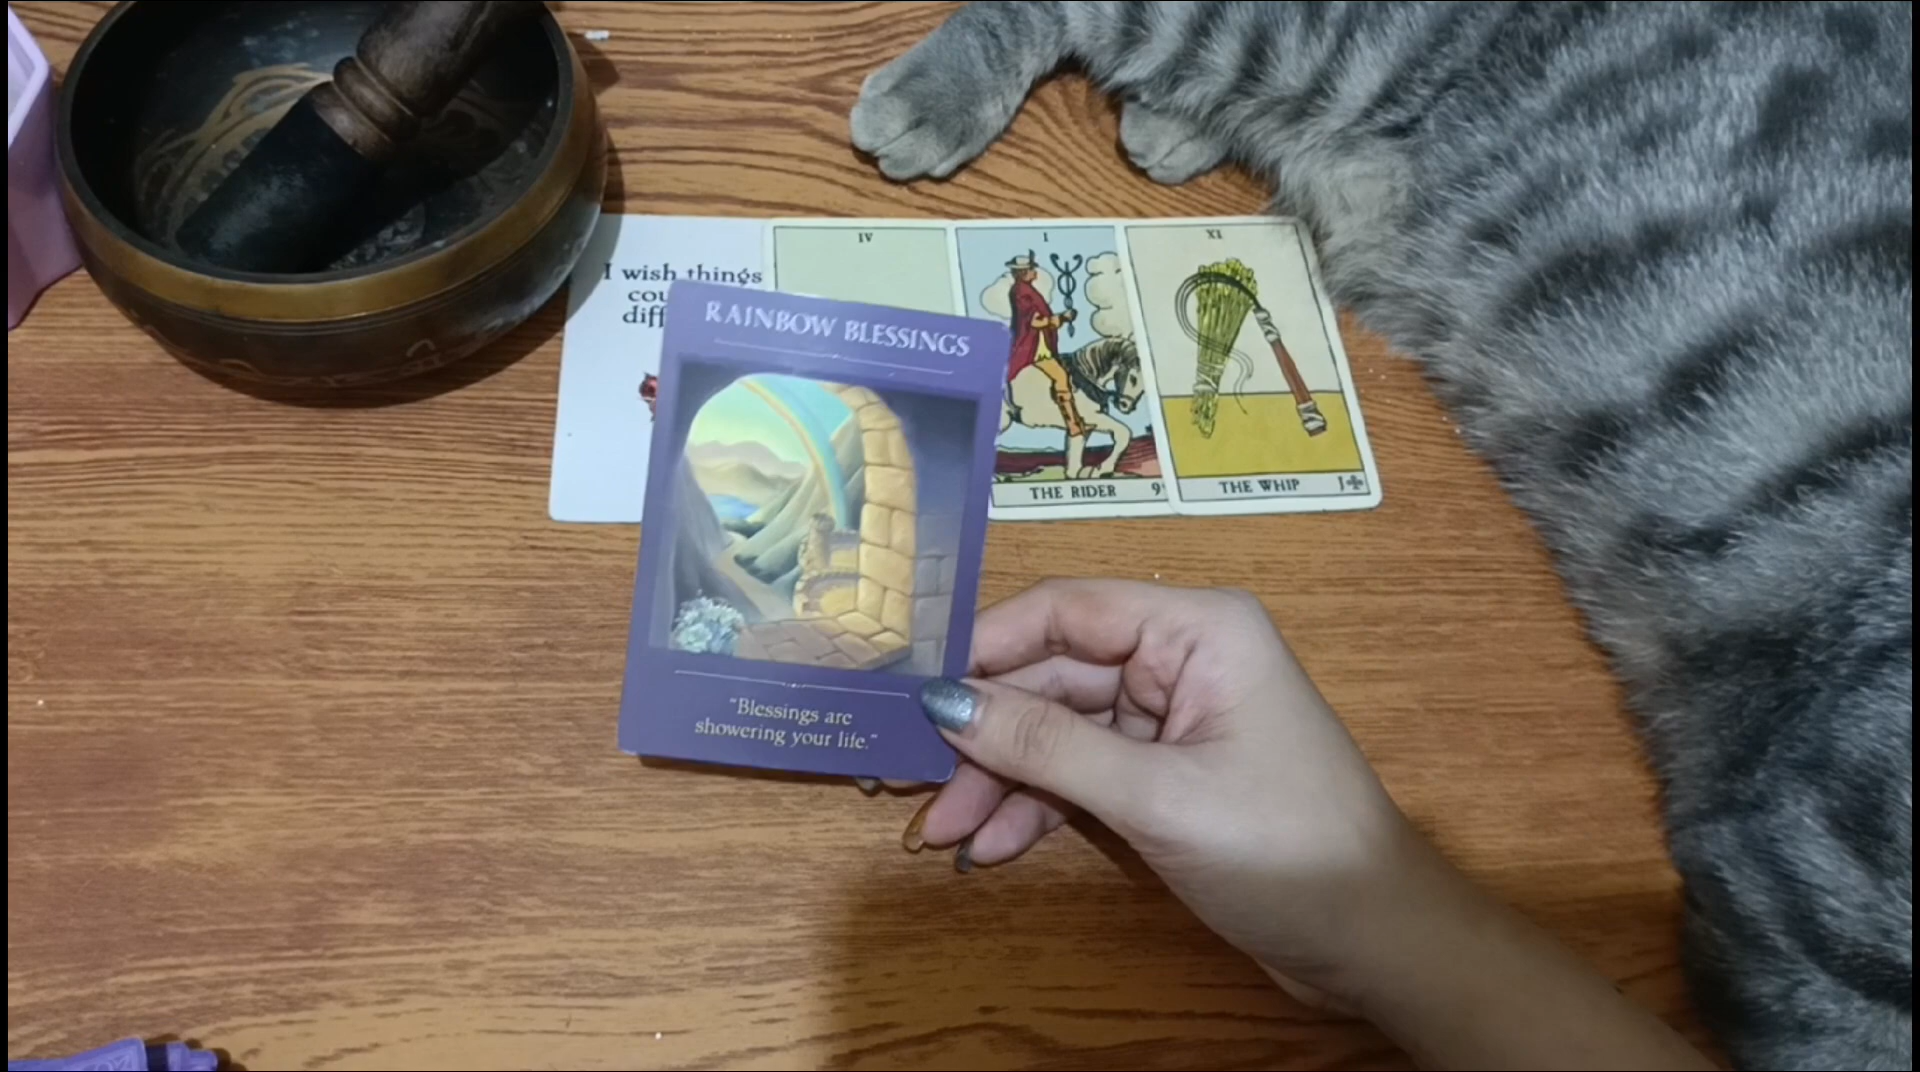 I wish things
IV
I
XI
RAINBOW BLESSINGS
THE RIDER
THE WHIP J♣
"Blessings are
showering your life."